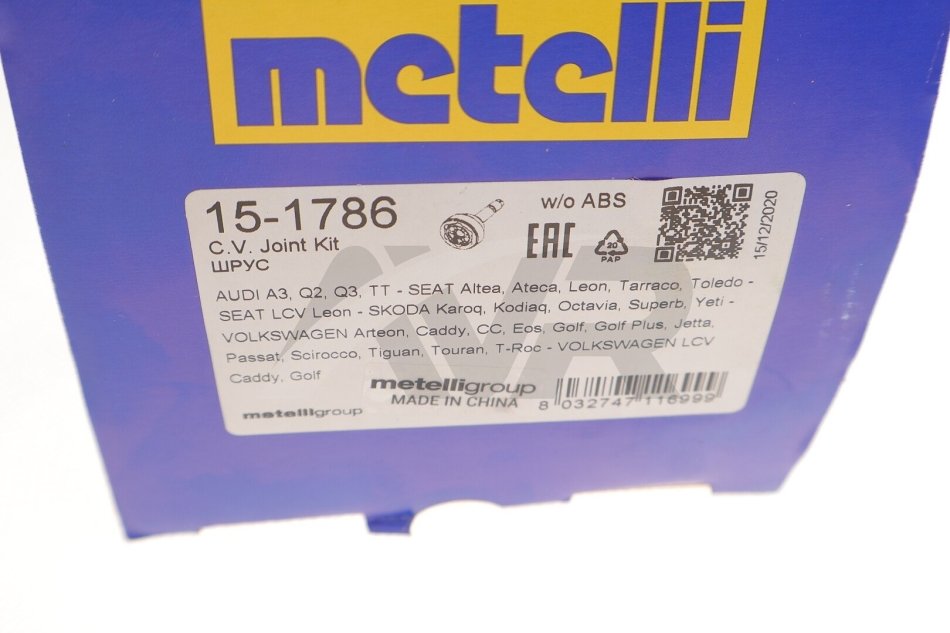 metelli
15-1786
w/o ABS
C.V. Joint Kit
ШРУС
EAC
20
PAP
15/12/2020
AVR
AUDI A3, Q2, Q3, TT - SEAT Altea, Ateca, Leon, Tarraco, Toledo -
SEAT LCV Leon - SKODA Karoq, Kodiaq, Octavia, Superb, Yeti -
VOLKSWAGEN Arteon, Caddy, CC, Eos, Golf, Golf Plus, Jetta,
Passat, Scirocco, Tiguan, Touran, T-Roc - VOLKSWAGEN LCV
Caddy, Golf
metelligroup
metelligroup
MADE IN CHINA
8 032747 116999